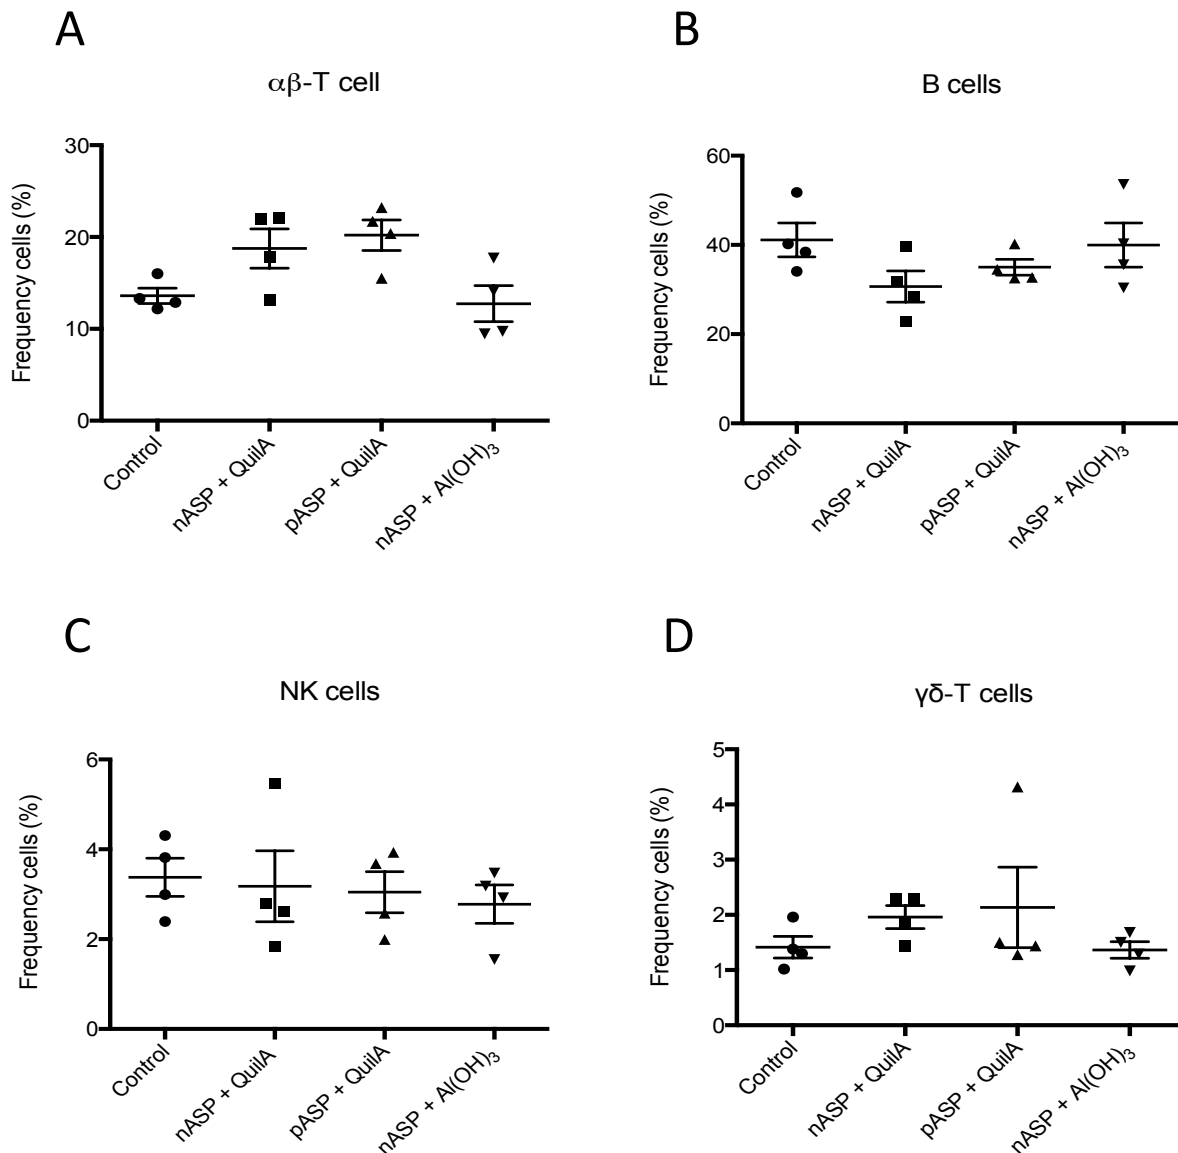 A
αβ-T cell
Frequency cells (%)
30
20
10
0
Control
nASP + QuilA
pASP + QuilA
nASP + Al(OH)3
B
B cells
Frequency cells (%)
60
40
20
0
Control
nASP + QuilA
pASP + QuilA
nASP + Al(OH)3
C
NK cells
Frequency cells (%)
6
4
2
0
Control
nASP + QuilA
pASP + QuilA
nASP + Al(OH)3
D
γδ-T cells
Frequency cells (%)
5
4
3
2
1
0
Control
nASP + QuilA
pASP + QuilA
nASP + Al(OH)3